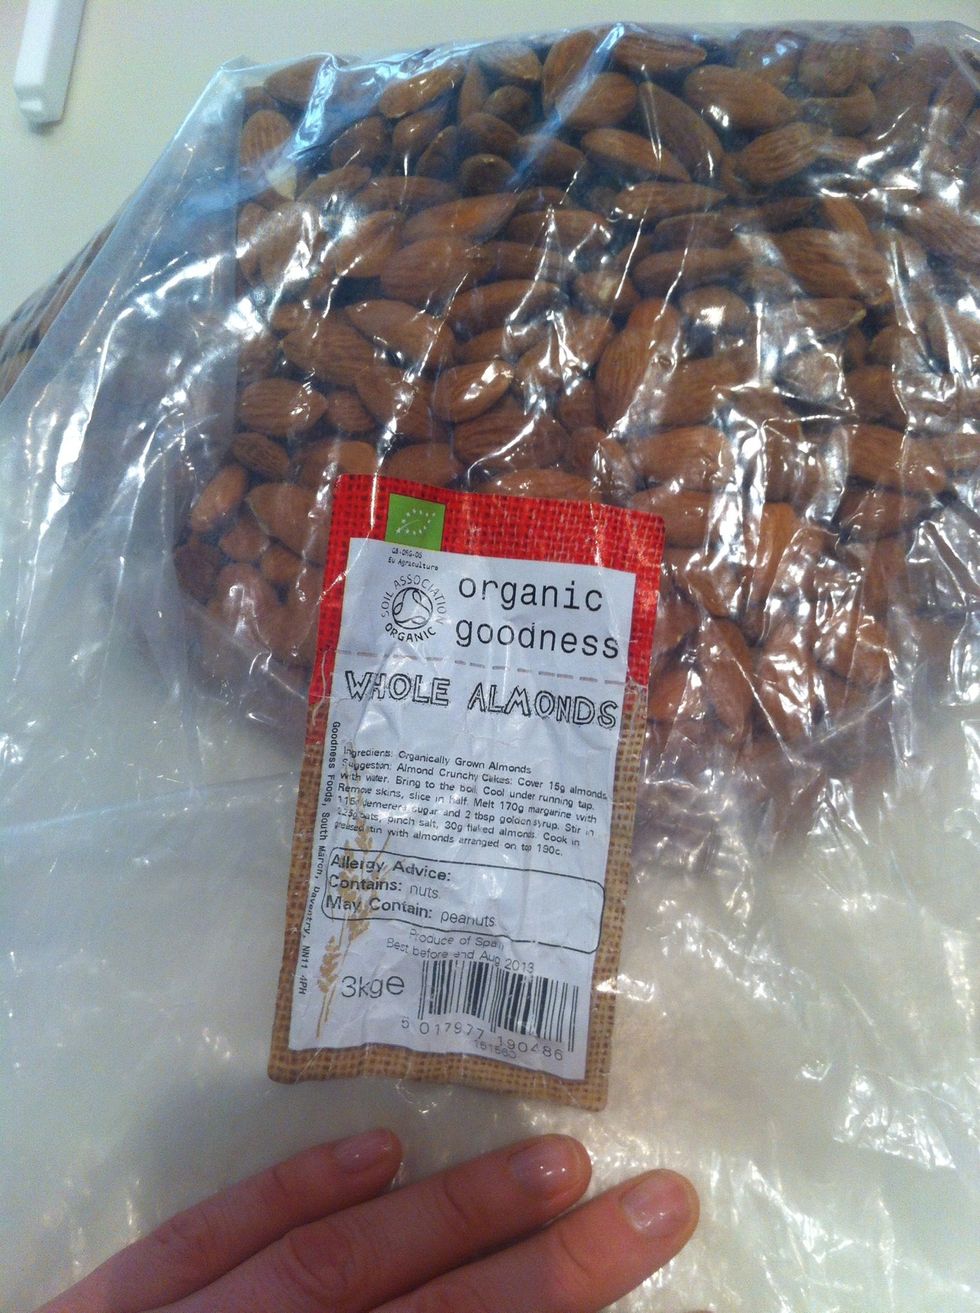 GB-ORG-05
EU Agriculture
SOIL ASSOCIATION
ORGANIC
organic
goodness
WHOLE ALMONDS
Ingredients: Organically Grown Almonds
Suggestion: Almond Crunchy Cakes: Cover 15g almonds
with water. Bring to the boil. Cool under running tap.
Remove skins, slice in half. Melt 170g margarine with
115g demerera sugar and 2 tbsp golden syrup. Stir in
225g oats, pinch salt, 30g flaked almonds. Cook in
greased tin with almonds arranged on top 190c.
Allergy Advice:
Contains: nuts
May Contain: peanuts
Produce of Spain
Best before end Aug 2013
3kge
5 017977 190486
151563
Goodness Foods, South March, Daventry, NN11 4PH